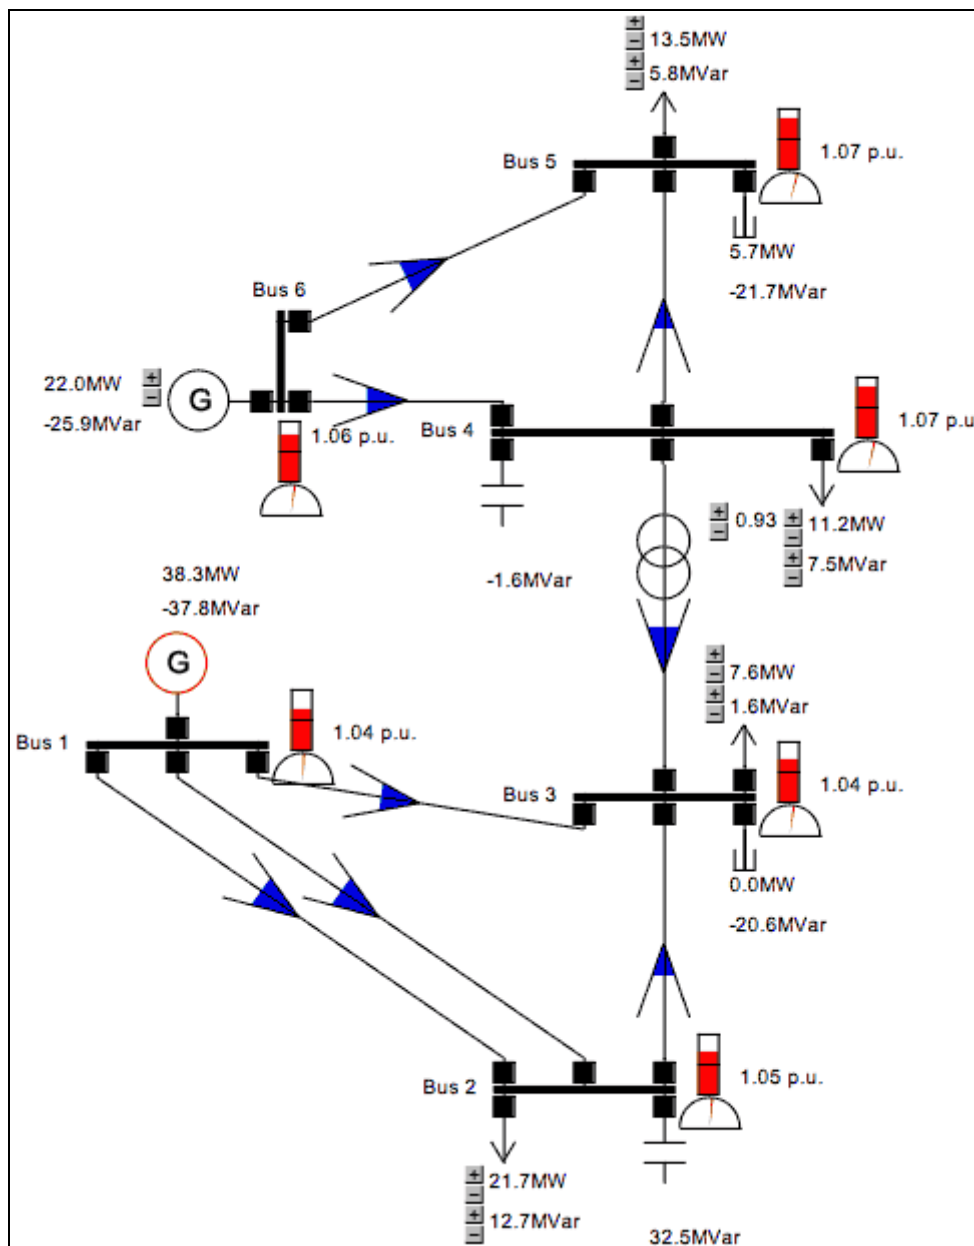 +
−
13.5MW
+
−
5.8MVar
Bus 5
1.07 p.u.
5.7MW
-21.7MVar
Bus 6
22.0MW
+
−
G
-25.9MVar
1.06 p.u.
Bus 4
1.07 p.u
+
−
0.93
+
−
11.2MW
+
−
7.5MVar
-1.6MVar
38.3MW
-37.8MVar
G
+
−
7.6MW
+
−
1.6MVar
Bus 1
1.04 p.u.
Bus 3
1.04 p.u.
0.0MW
-20.6MVar
Bus 2
1.05 p.u.
+
−
21.7MW
+
−
12.7MVar
32.5MVar